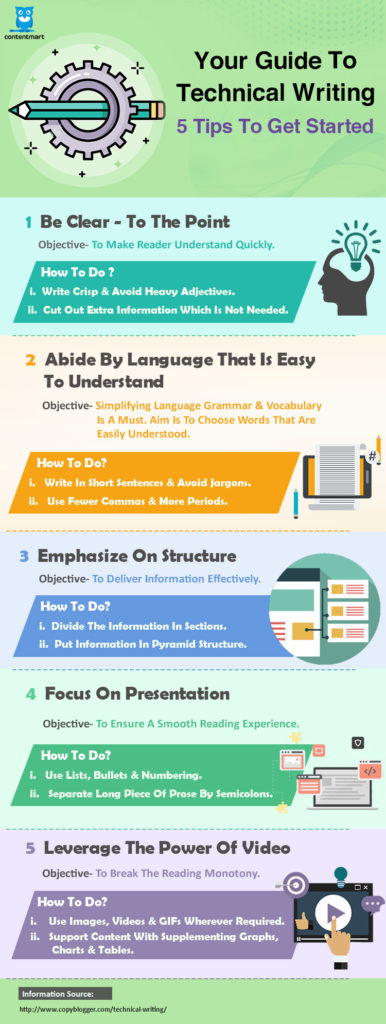 contentmart
Your Guide To
Technical Writing
5 Tips To Get Started
1 Be Clear - To The Point
Objective- To Make Reader Understand Quickly.
How To Do ?
i. Write Crisp & Avoid Heavy Adjectives.
ii. Cut Out Extra Information Which Is Not Needed.
2 Abide By Language That Is Easy
To Understand
Objective- Simplifying Language Grammar & Vocabulary
Is A Must. Aim Is To Choose Words That Are
Easily Understood.
How To Do?
i. Write In Short Sentences & Avoid Jargons.
ii. Use Fewer Commas & More Periods.
#
3 Emphasize On Structure
Objective- To Deliver Information Effectively.
How To Do?
i. Divide The Information In Sections.
ii. Put Information In Pyramid Structure.
4 Focus On Presentation
Objective- To Ensure A Smooth Reading Experience.
How To Do?
i. Use Lists, Bullets & Numbering.
ii. Separate Long Piece Of Prose By Semicolons.
</>
5 Leverage The Power Of Video
Objective- To Break The Reading Monotony.
How To Do?
i. Use Images, Videos & GIFs Wherever Required.
ii. Support Content With Supplementing Graphs,
Charts & Tables.
Information Source:
http://www.copyblogger.com/technical-writing/